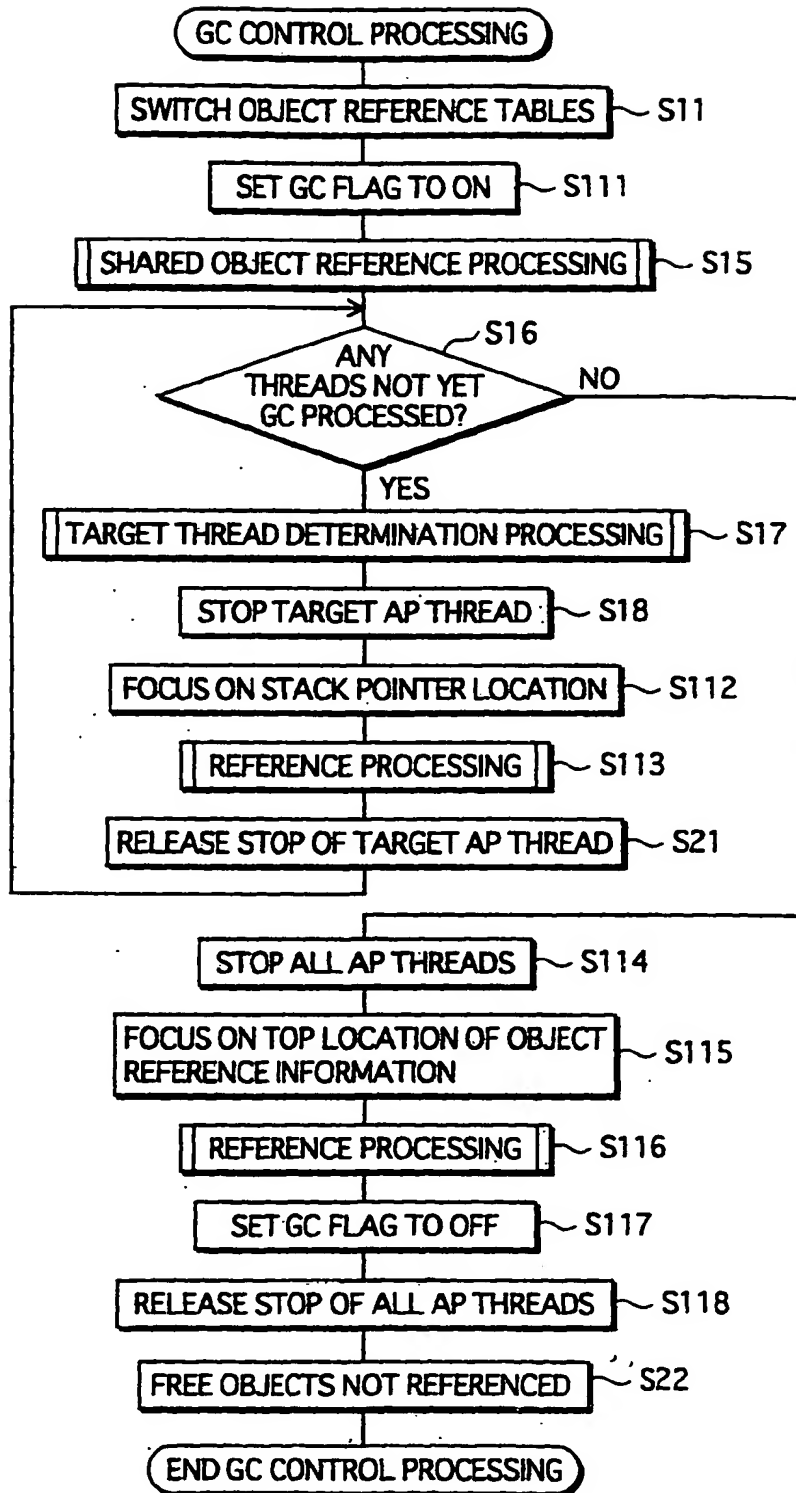 GC CONTROL PROCESSING
SWITCH OBJECT REFERENCE TABLES
S11
SET GC FLAG TO ON
S111
SHARED OBJECT REFERENCE PROCESSING
S15
S16
ANY
THREADS NOT YET
GC PROCESSED?
NO
YES
TARGET THREAD DETERMINATION PROCESSING
S17
STOP TARGET AP THREAD
S18
FOCUS ON STACK POINTER LOCATION
S112
REFERENCE PROCESSING
S113
RELEASE STOP OF TARGET AP THREAD
S21
STOP ALL AP THREADS
S114
FOCUS ON TOP LOCATION OF OBJECT
REFERENCE INFORMATION
S115
REFERENCE PROCESSING
S116
SET GC FLAG TO OFF
S117
RELEASE STOP OF ALL AP THREADS
S118
FREE OBJECTS NOT REFERENCED
S22
END GC CONTROL PROCESSING